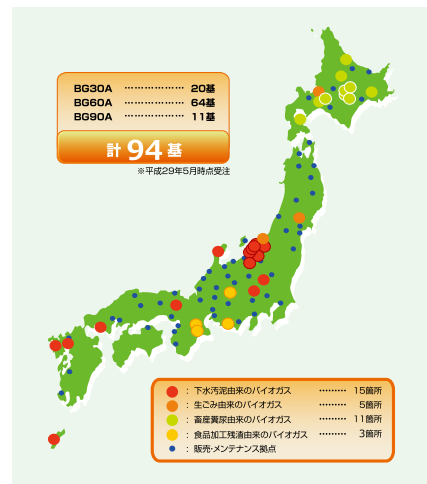 BG30A ……………… 20基
BG60A ……………… 64基
BG90A ……………… 11基
計 94 基
※平成29年5月時点受注
：下水汚泥由来のバイオガス ……… 15箇所
：生ごみ由来のバイオガス ……… 5箇所
：畜産糞尿由来のバイオガス ……… 11箇所
：食品加工残渣由来のバイオガス ……… 3箇所
：販売・メンテナンス拠点